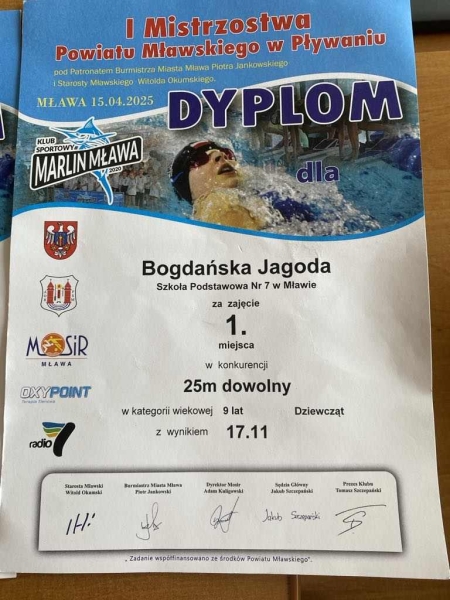 I Mistrzostwa
Powiatu Mławskiego w Pływaniu
pod Patronatem Burmistrza Miasta Mława Piotra Jankowskiego
i Starosty Mławskiego Witolda Okumskiego.
MŁAWA 15.04.2025
DYPLOM
KLUB
SPORTOWY
MARLIN MŁAWA
2020
dla
Bogdańska Jagoda
Szkoła Podstawowa Nr 7 w Mławie
za zajęcie
1.
miejsca
w konkurencji
25m dowolny
w kategorii wiekowej 9 lat Dziewcząt
z wynikiem 17.11
MOSiR
MŁAWA
OXYPOINT
radio 7
Starosta Mławski
Witold Okumski
Burmistrz Miasta Mława
Piotr Jankowski
Dyrektor Mosir
Adam Kuligowski
Sędzia Główny
Jakub Szczepański
Prezes Klubu
Tomasz Szczepański
Jakub Szczepański
„ Zadanie współfinansowano ze środków Powiatu Mławskiego”.